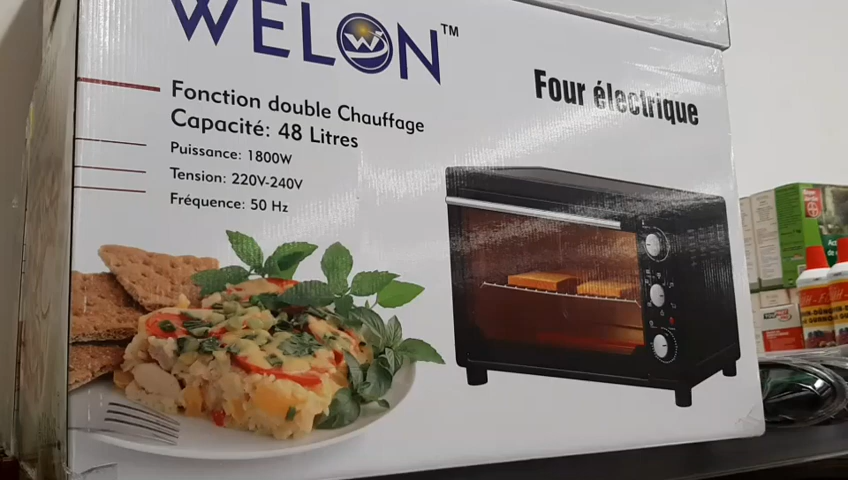 WELON™
Four électrique
Fonction double Chauffage
Capacité: 48 Litres
Puissance: 1800W
Tension: 220V-240V
Fréquence: 50 Hz